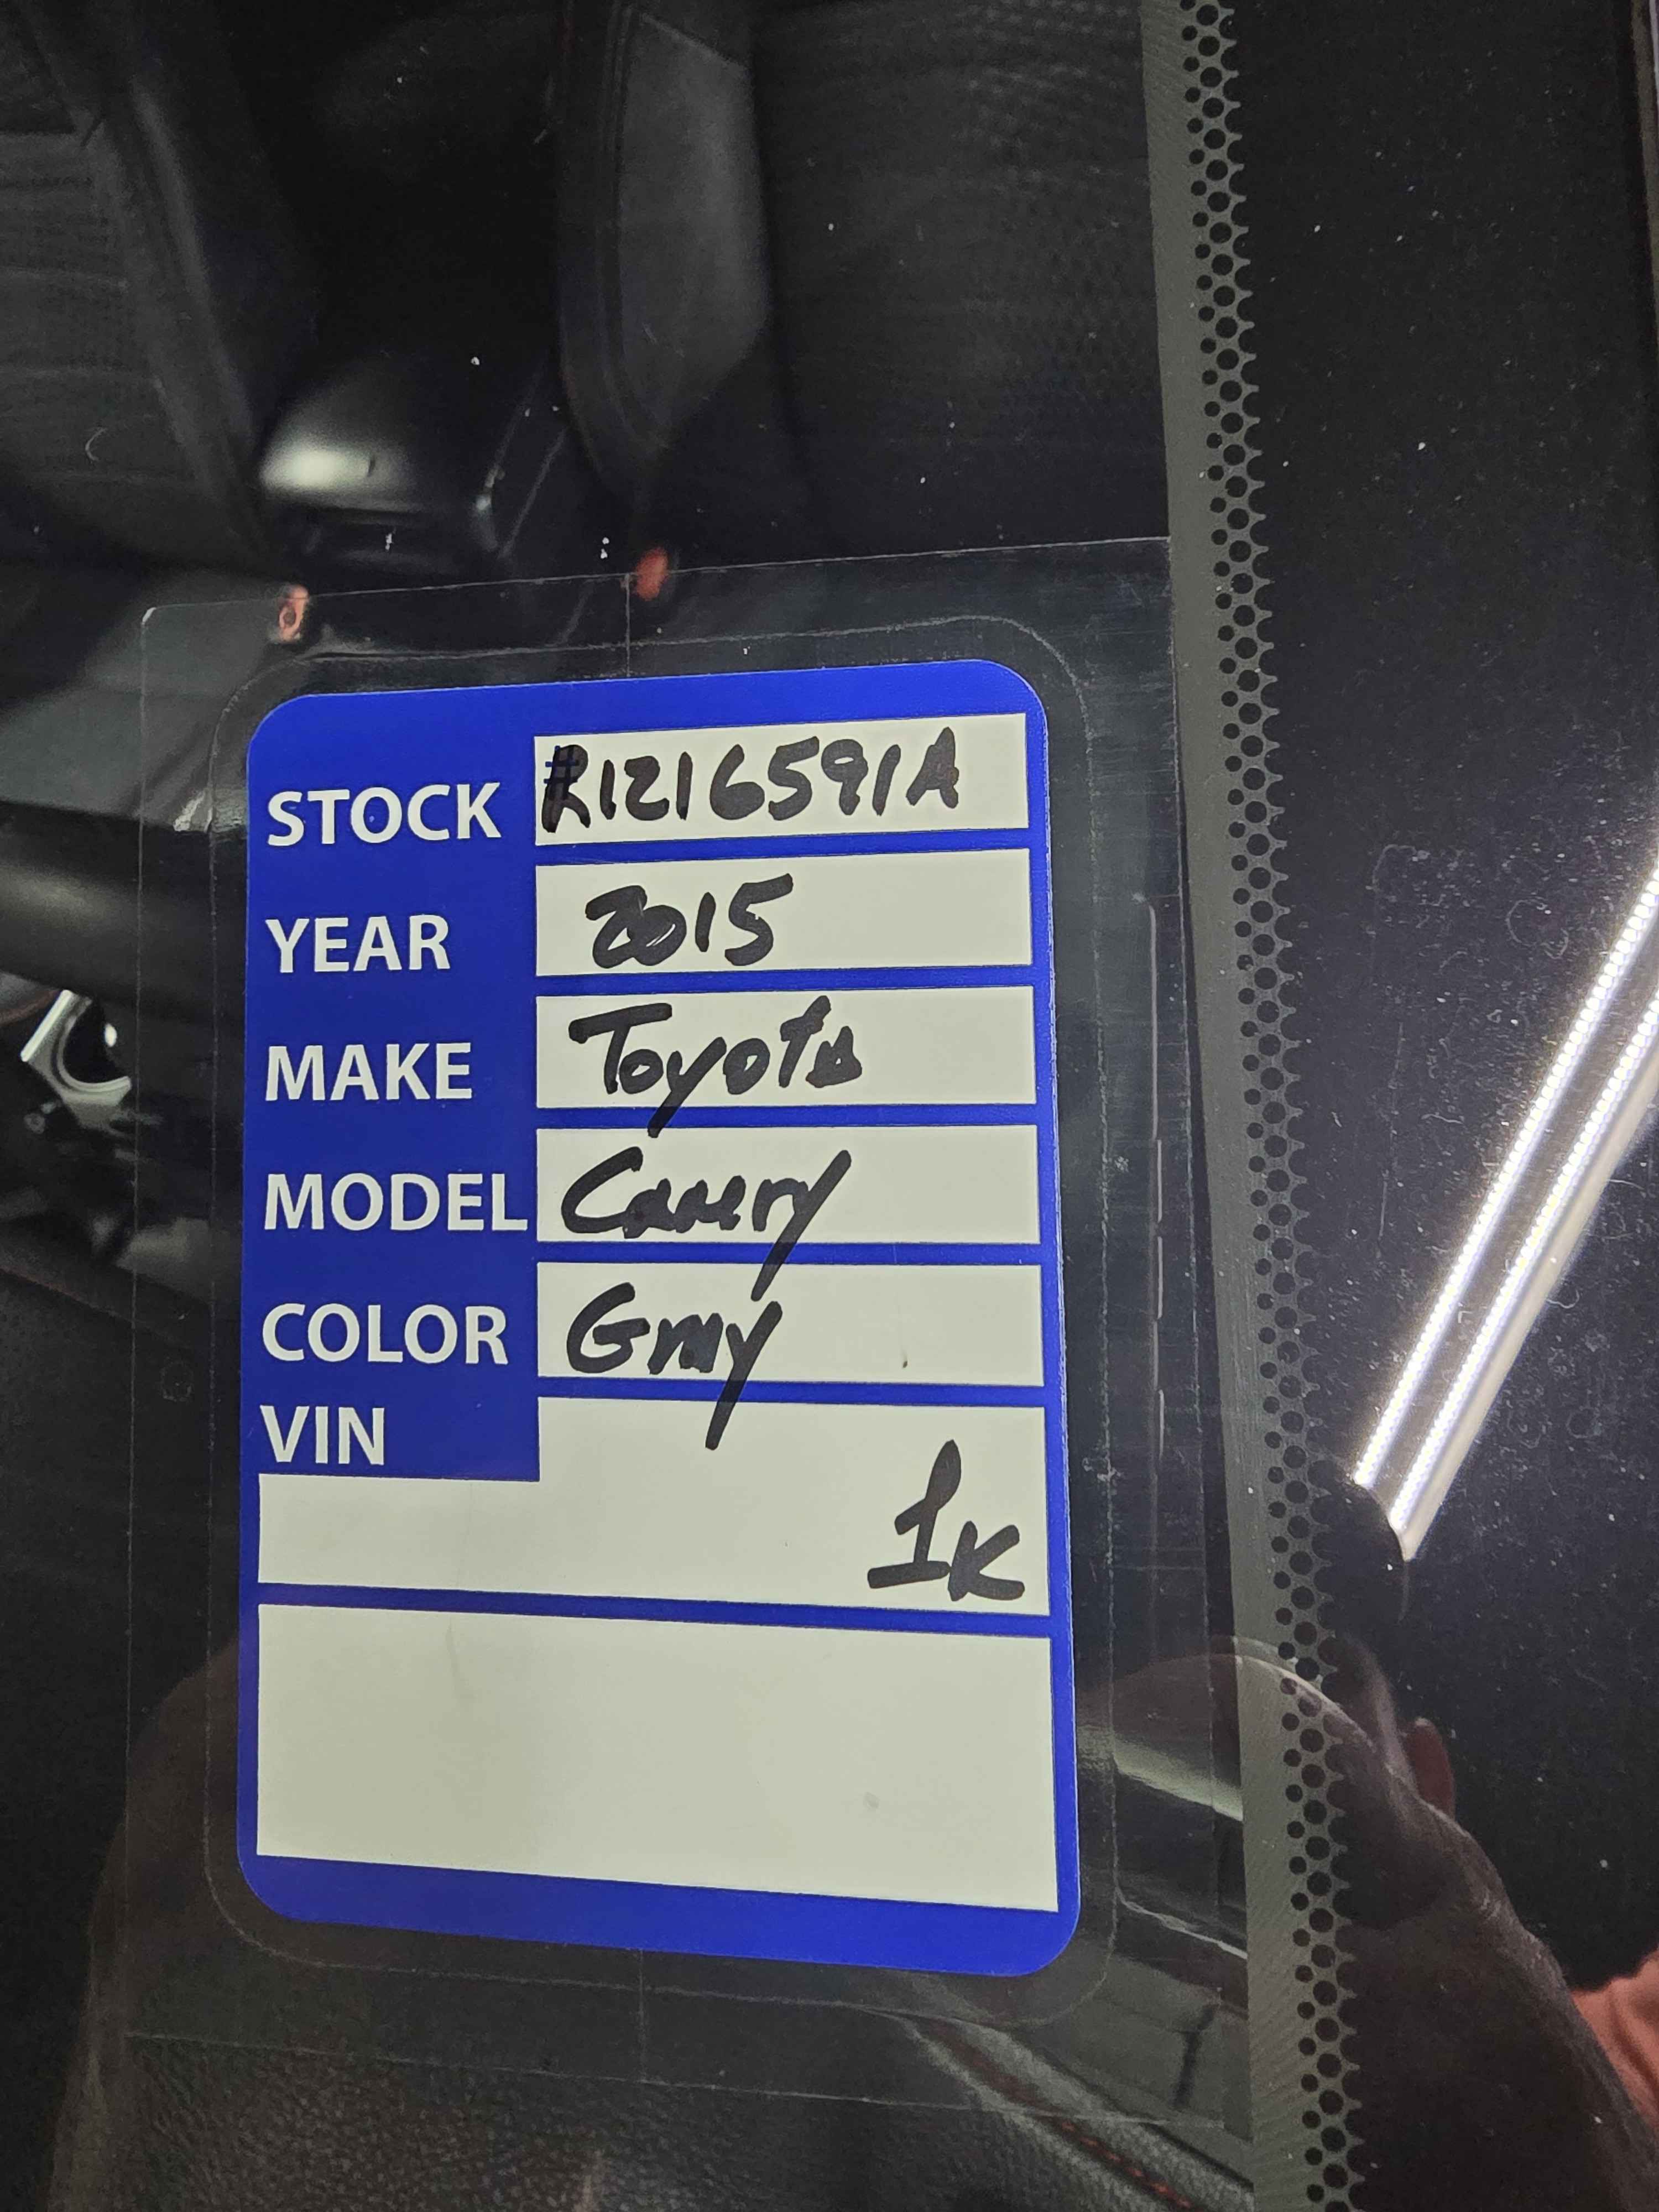 STOCK #R1216591A
YEAR 2015
MAKE Toyota
MODEL Camry
COLOR Gray
VIN
1K